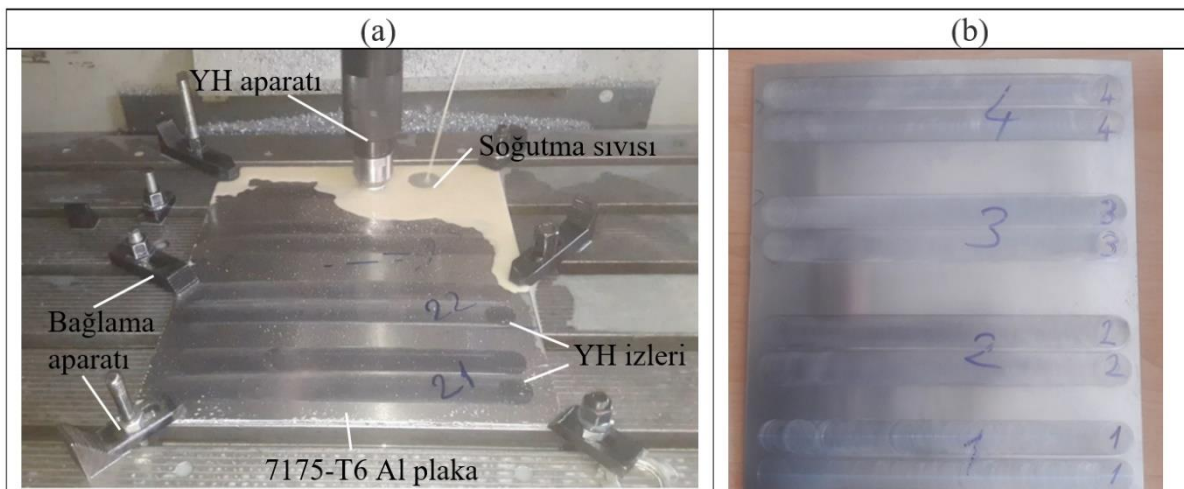 (a)
(b)
YH aparatı
Soğutma sıvısı
Bağlama
aparatı
YH izleri
7175-T6 Al plaka
22
21
4
4
4
3
3
3
2
2
2
1
1
1